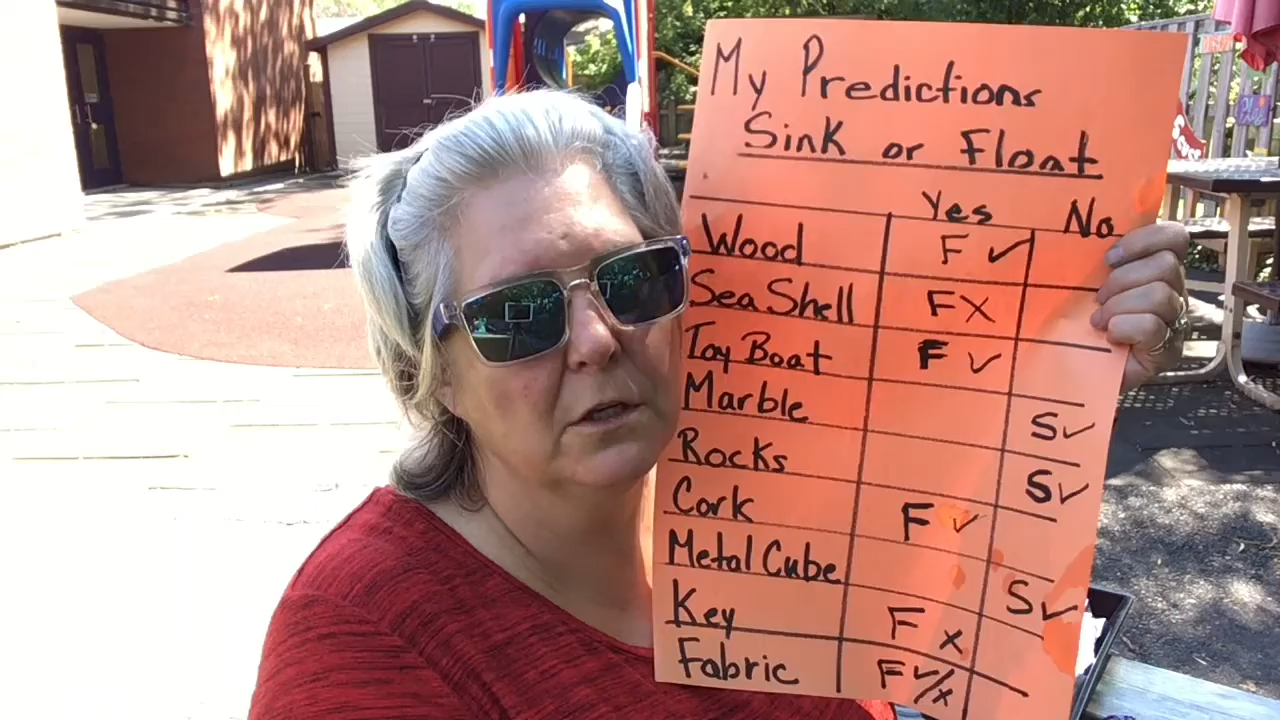 My Predictions
Sink or Float
Yes No
Wood F ✓
Sea Shell F X
Toy Boat F ✓
Marble S ✓
Rocks S ✓
Cork F ✓
Metal Cube S ✓
Key F x
Fabric F ✓/x